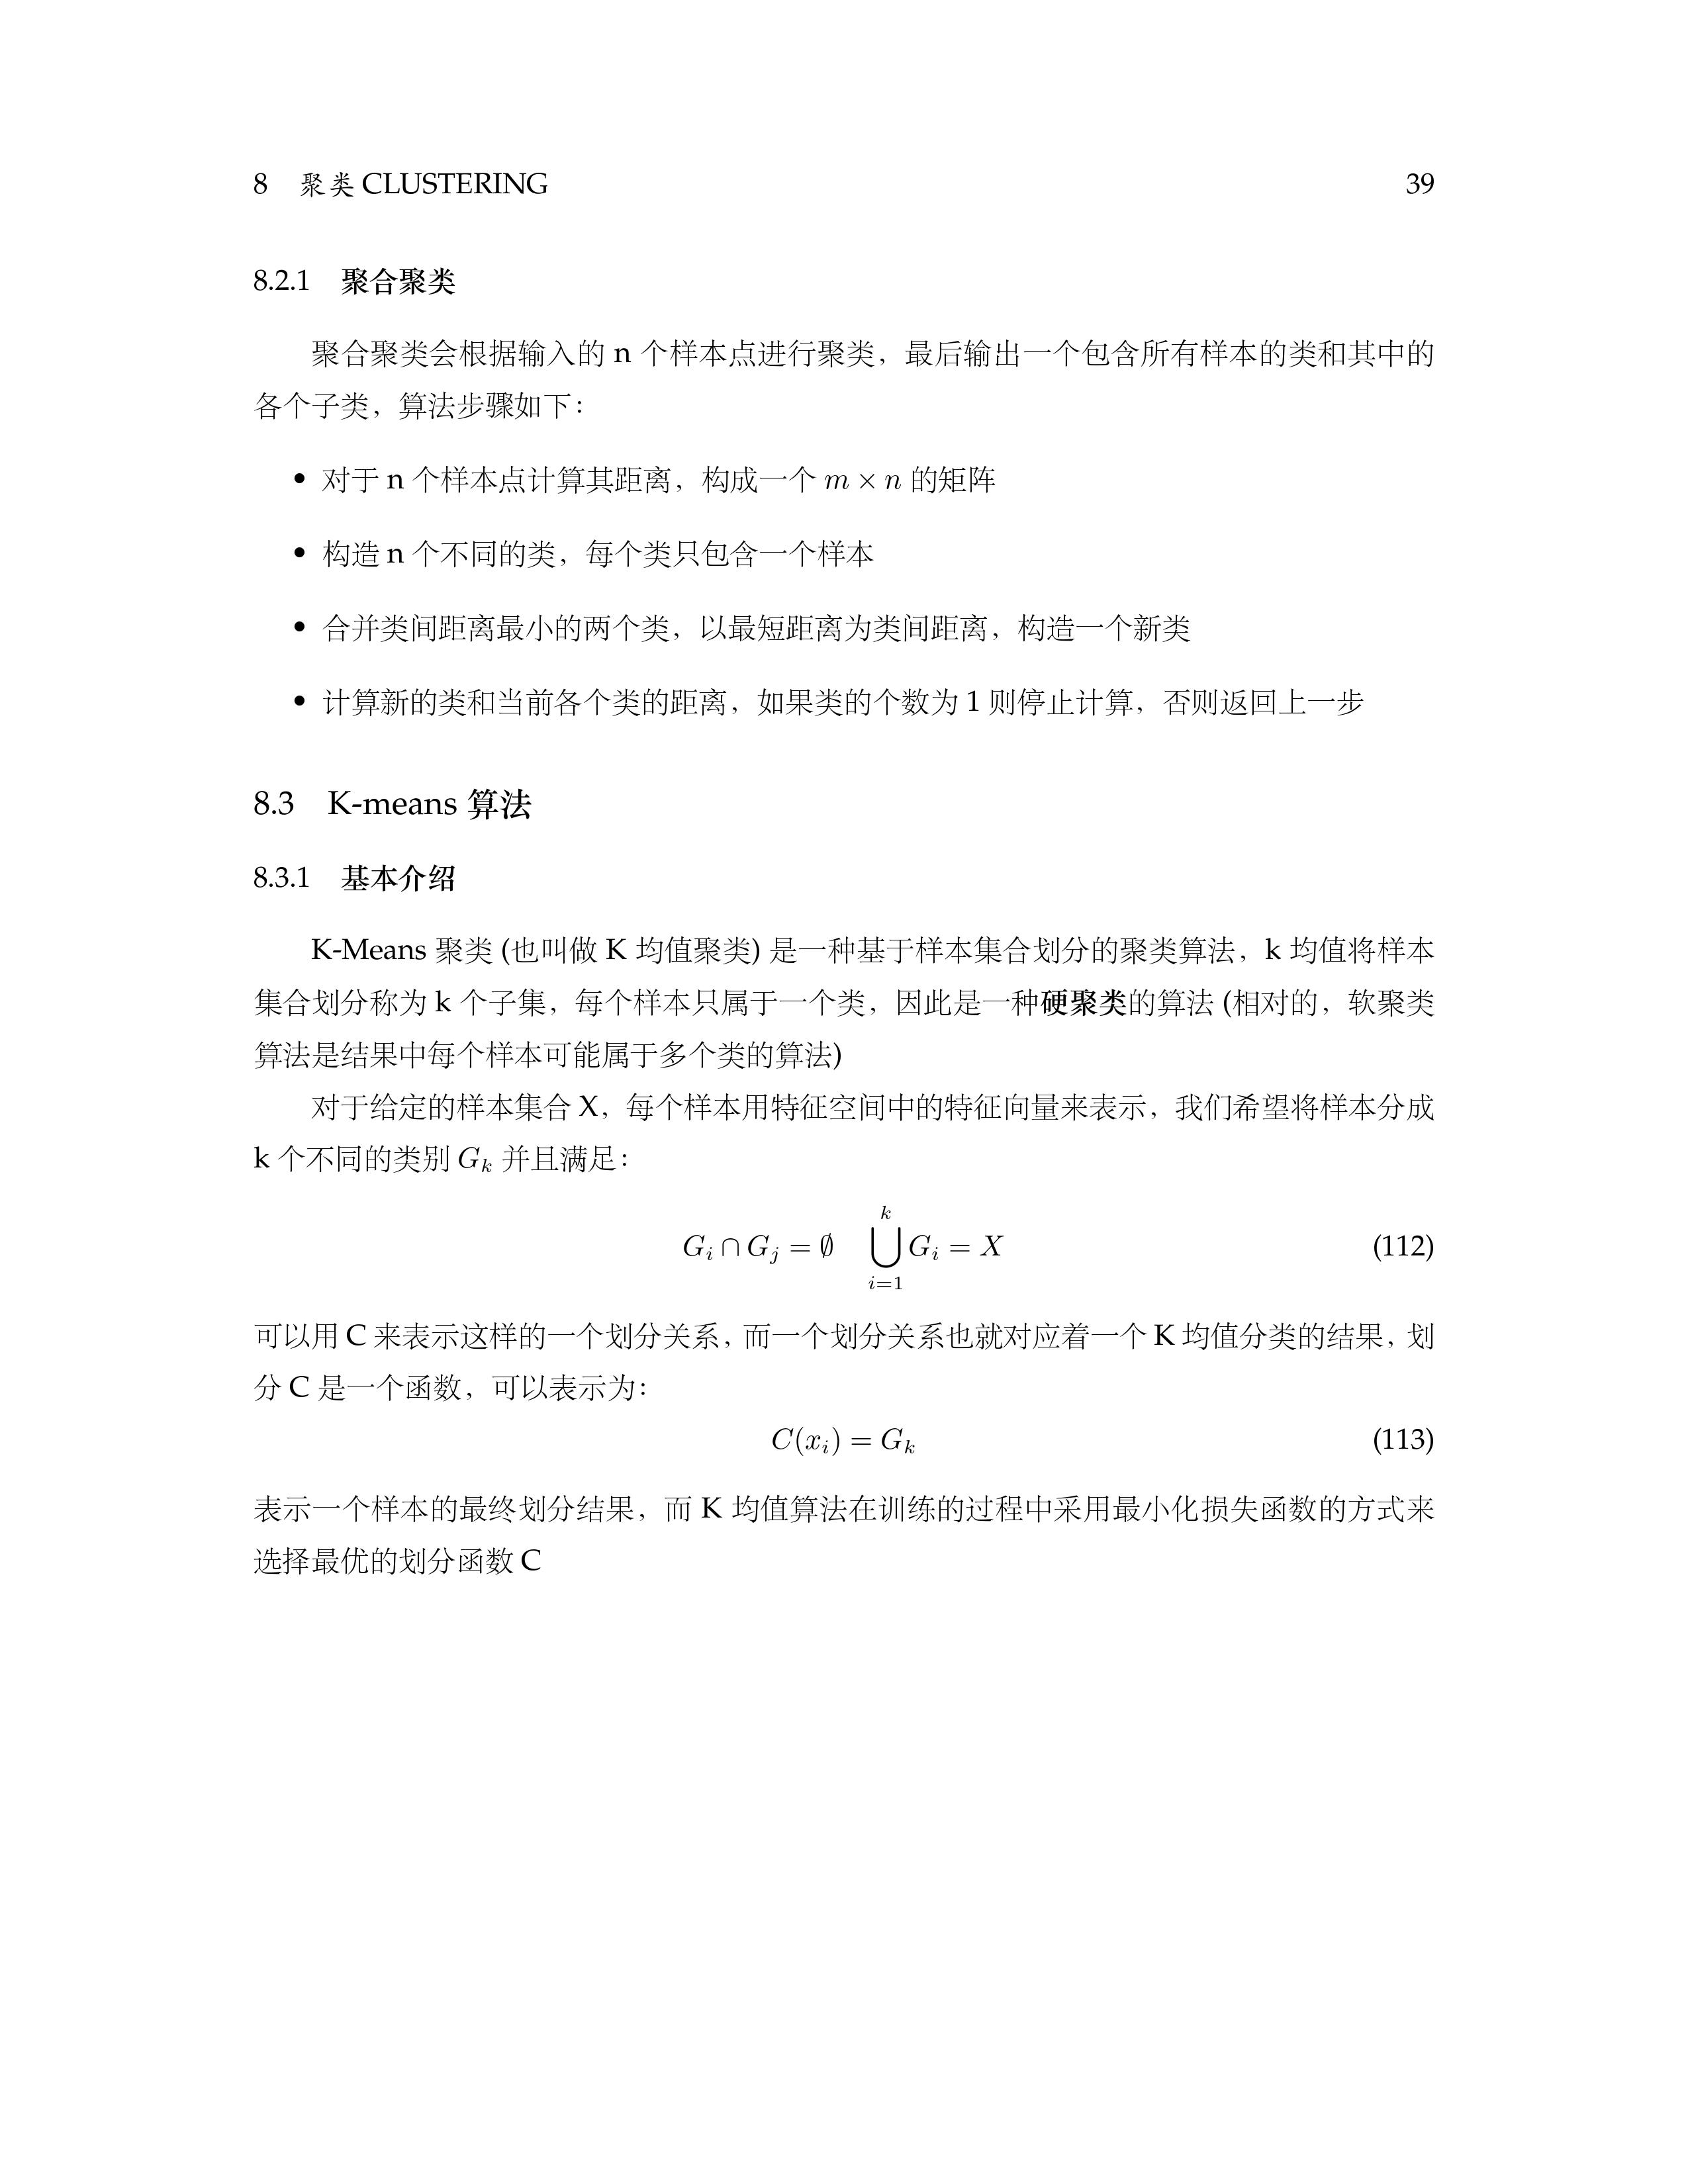 8 聚类 CLUSTERING 39
8.2.1 聚合聚类
聚合聚类会根据输入的 n 个样本点进行聚类，最后输出一个包含所有样本的类和其中的
各个子类，算法步骤如下：
• 对于 n 个样本点计算其距离，构成一个 m × n 的矩阵
• 构造 n 个不同的类，每个类只包含一个样本
• 合并类间距离最小的两个类，以最短距离为类间距离，构造一个新类
• 计算新的类和当前各个类的距离，如果类的个数为 1 则停止计算，否则返回上一步
8.3 K-means 算法
8.3.1 基本介绍
K-Means 聚类 (也叫做 K 均值聚类) 是一种基于样本集合划分的聚类算法，k 均值将样本
集合划分称为 k 个子集，每个样本只属于一个类，因此是一种硬聚类的算法 (相对的，软聚类
算法是结果中每个样本可能属于多个类的算法)
对于给定的样本集合 X，每个样本用特征空间中的特征向量来表示，我们希望将样本分成
k 个不同的类别 G_k 并且满足：
G_i ∩ G_j = ∅ ⋃_{i=1}^{k} G_i = X (112)
可以用 C 来表示这样的一个划分关系，而一个划分关系也就对应着一个 K 均值分类的结果，划
分 C 是一个函数，可以表示为：
C(x_i) = G_k (113)
表示一个样本的最终划分结果，而 K 均值算法在训练的过程中采用最小化损失函数的方式来
选择最优的划分函数 C